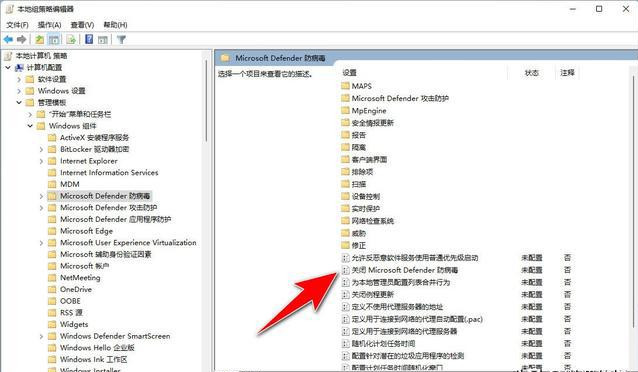 本地组策略编辑器
文件(F) 操作(A) 查看(V) 帮助(H)
本地计算机 策略
计算机配置
软件设置
Windows 设置
管理模板
"开始"菜单和任务栏
Windows 组件
ActiveX 安装程序服务
BitLocker 驱动器加密
Internet Explorer
Internet Information Services
MDM
Microsoft Defender 防病毒
Microsoft Defender 攻击防护
Microsoft Defender 应用程序防护
Microsoft Edge
Microsoft User Experience Virtualization
Microsoft 辅助身份验证因素
Microsoft 帐户
NetMeeting
OneDrive
OOBE
RSS 源
Widgets
Windows Defender SmartScreen
Windows Hello 企业版
Windows Ink 工作区
Windows Installer
Microsoft Defender 防病毒
选择一个项目来查看它的描述。
设置 状态 注释
MAPS
Microsoft Defender 攻击防护
MpEngine
安全情报更新
报告
隔离
客户端界面
排除项
扫描
设备控制
实时保护
网络检查系统
威胁
修正
允许反恶意软件服务使用普通优先级启动 未配置 否
关闭 Microsoft Defender 防病毒 未配置 否
为本地管理员配置列表合并行为 未配置 否
关闭例程更新 未配置 否
定义不使用代理服务器的地址 未配置 否
定义用于连接到网络的代理自动配置(.pac) 未配置 否
定义用于连接到网络的代理服务器 未配置 否
随机化计划任务时间 未配置 否
配置针对潜在的垃圾应用程序的检测 未配置 否
配置计划任务时间随机化窗口 未配置 否